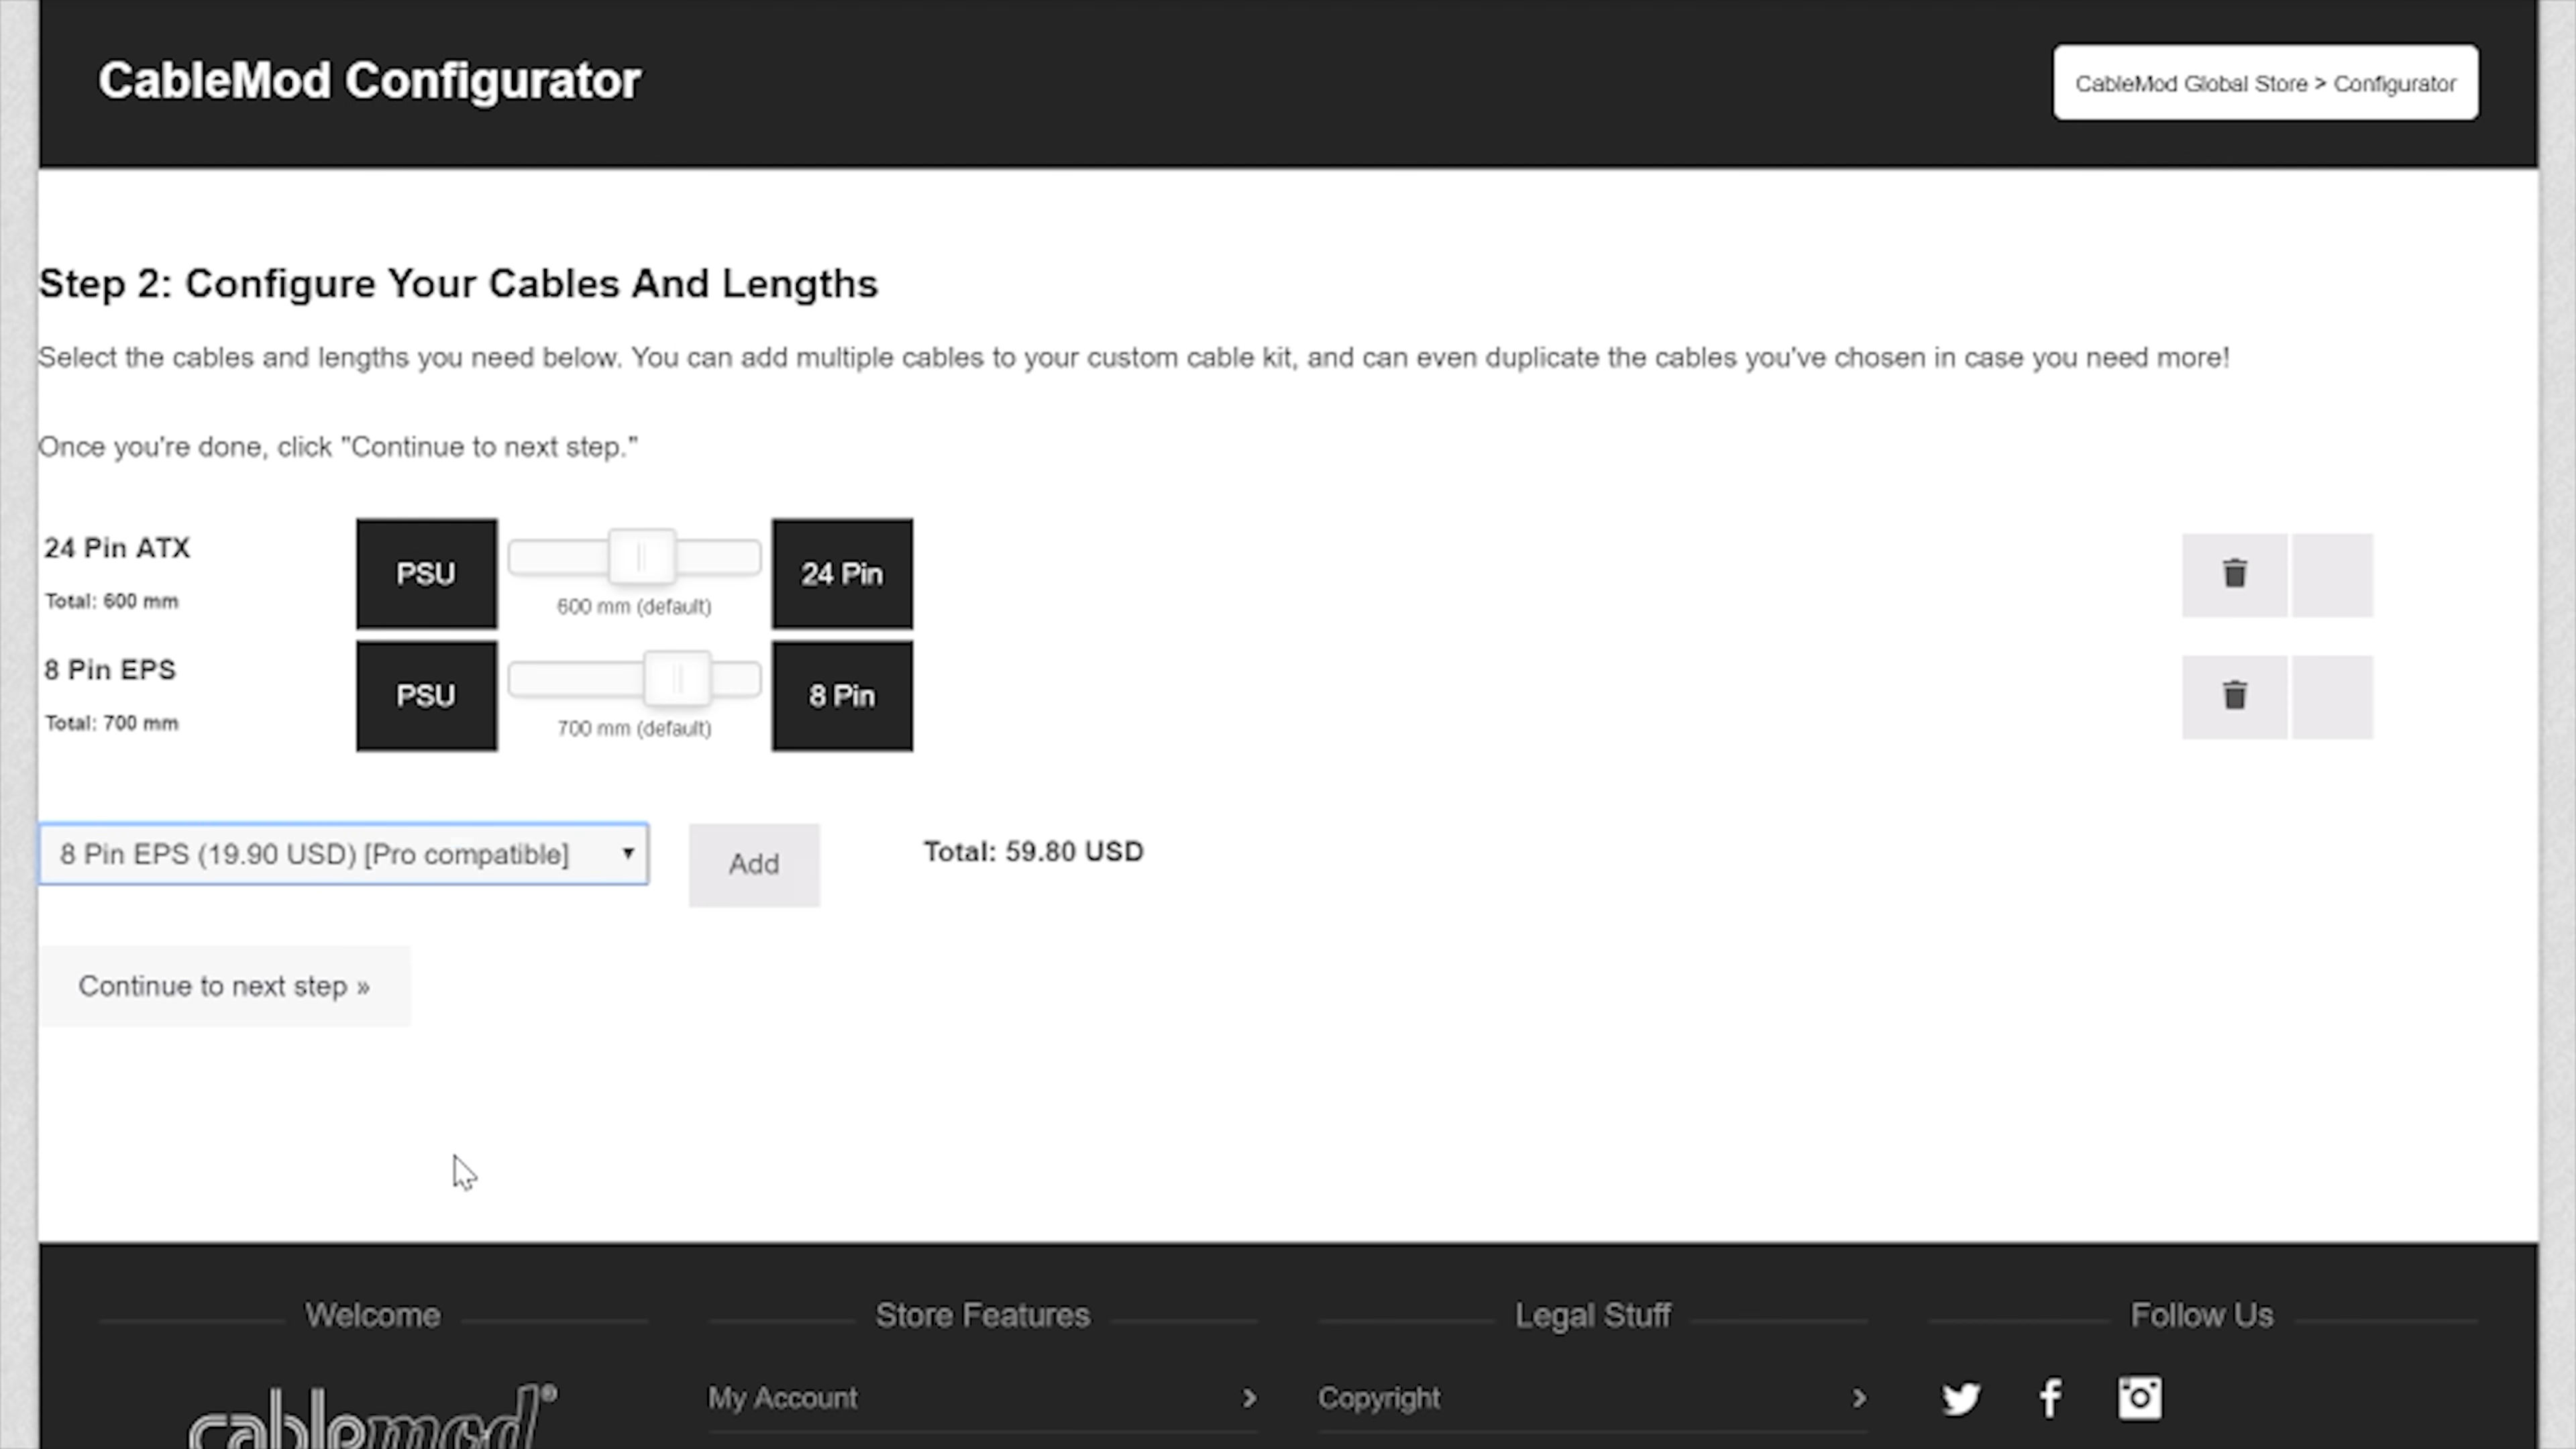 CableMod Configurator
CableMod Global Store > Configurator
Step 2: Configure Your Cables And Lengths
Select the cables and lengths you need below. You can add multiple cables to your custom cable kit, and can even duplicate the cables you've chosen in case you need more!
Once you're done, click "Continue to next step."
24 Pin ATX
Total: 600 mm
PSU
600 mm (default)
24 Pin
8 Pin EPS
Total: 700 mm
PSU
700 mm (default)
8 Pin
8 Pin EPS (19.90 USD) [Pro compatible]
Add
Total: 59.80 USD
Continue to next step »
Welcome
Store Features
Legal Stuff
Follow Us
cablemod®
My Account
Copyright